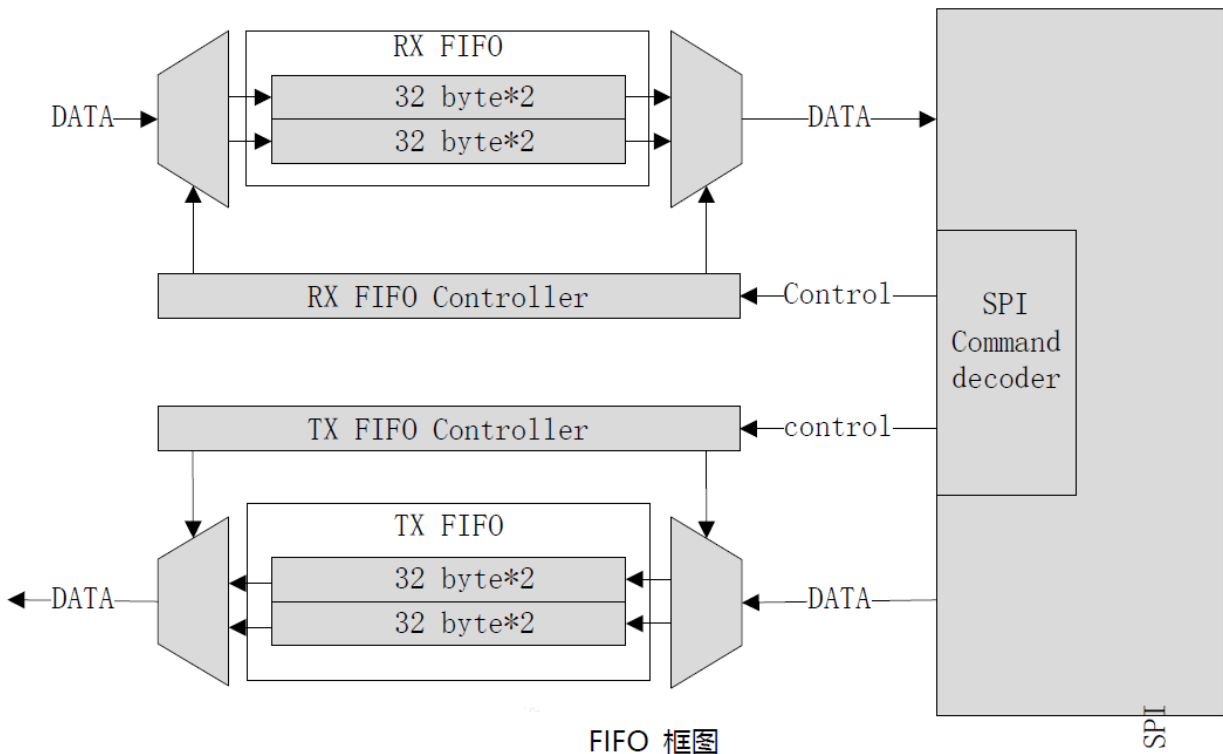 RX FIFO
32 byte*2
32 byte*2
DATA
DATA
RX FIFO Controller
Control
SPI
Command
decoder
TX FIFO Controller
control
TX FIFO
32 byte*2
32 byte*2
DATA
DATA
SPI
FIFO 框图